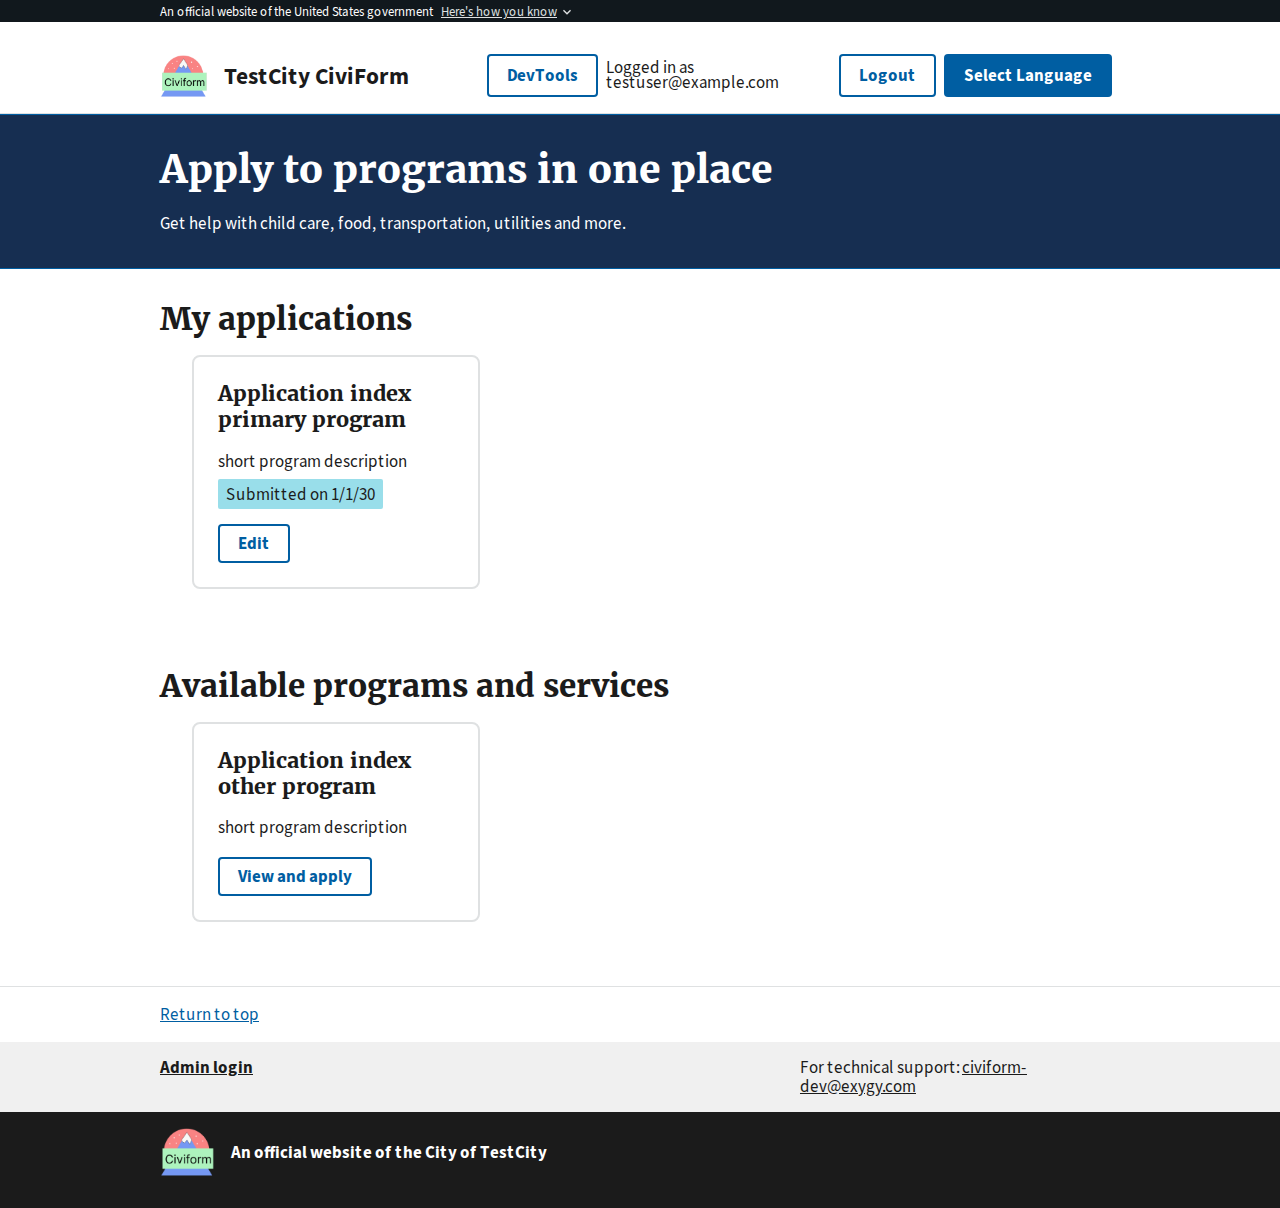 An official website of the United States government Here's how you know
Civiform
TestCity CiviForm
DevTools
Logged in as
testuser@example.com
Logout
Select Language
Apply to programs in one place
Get help with child care, food, transportation, utilities and more.
My applications
Application index
primary program
short program description
Submitted on 1/1/30
Edit
Available programs and services
Application index
other program
short program description
View and apply
Return to top
Admin login
For technical support: civiform-
dev@exygy.com
Civiform
An official website of the City of TestCity